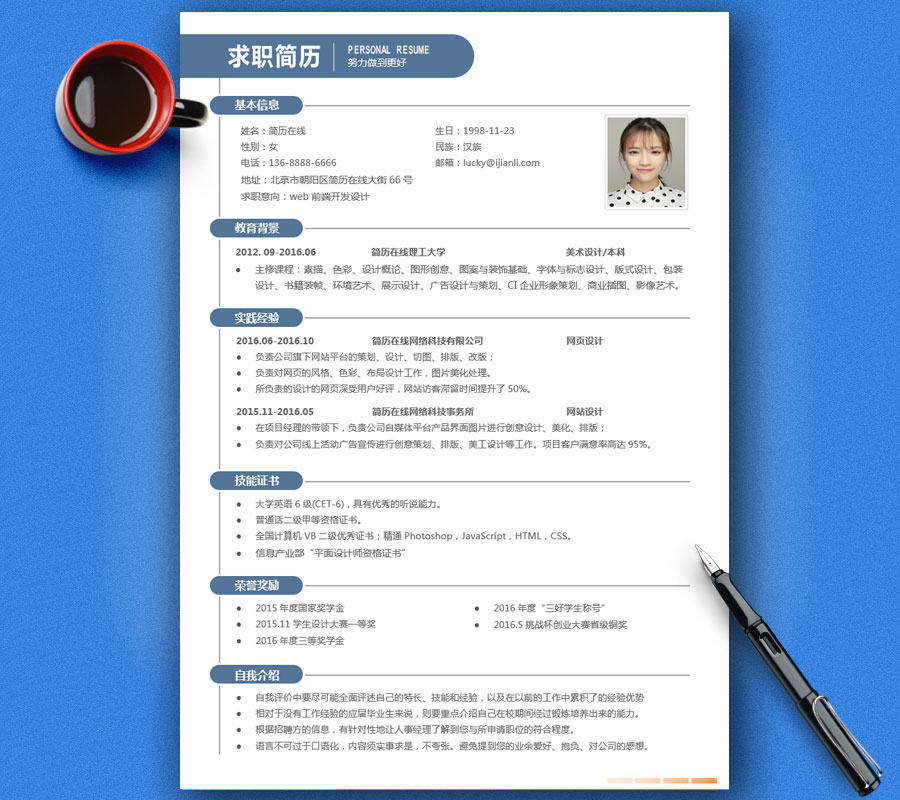 求职简历
PERSONAL RESUME
努力做到更好
基本信息
姓名：简历在线 生日：1998-11-23
性别：女 民族：汉族
电话：136-8888-6666 邮箱：lucky@ijianli.com
地址：北京市朝阳区简历在线大街 66 号
求职意向：web 前端开发设计
教育背景
2012. 09-2016.06 简历在线理工大学 美术设计/本科
● 主修课程：素描、色彩、设计概论、图形创意、图案与装饰基础、字体与标志设计、版式设计、包装
设计、书籍装帧、环境艺术、展示设计、广告设计与策划、CI 企业形象策划、商业插图、影像艺术。
实践经验
2016.06-2016.10 简历在线网络科技有限公司 网页设计
● 负责公司旗下网站平台的策划、设计、切图、排版、改版；
● 负责对网页的风格、色彩、布局设计工作，图片美化处理。
● 所负责的设计的网页深受用户好评，网站访客滞留时间提升了 50%。
2015.11-2016.05 简历在线网络科技事务所 网站设计
● 在项目经理的带领下，负责公司自媒体平台产品界面图片进行创意设计、美化、排版；
● 负责对公司线上活动广告宣传进行创意策划、排版、美工设计等工作。项目客户满意率高达 95%。
技能证书
● 大学英语 6 级(CET-6)，具有优秀的听说能力。
● 普通话二级甲等资格证书。
● 全国计算机 VB 二级优秀证书；精通 Photoshop，JavaScript，HTML，CSS。
● 信息产业部“平面设计师资格证书”
荣誉奖励
● 2015 年度国家奖学金 ● 2016 年度“三好学生称号”
● 2015.11 学生设计大赛一等奖 ● 2016.5 挑战杯创业大赛省级铜奖
● 2016 年度三等奖学金
自我介绍
● 自我评价中要尽可能全面评述自己的特长、技能和经验，以及在以前的工作中累积了的经验优势
● 相对于没有工作经验的应届毕业生来说，则要重点介绍自己在校期间经过锻炼培养出来的能力。
● 根据招聘方的信息，有针对性地让人事经理了解到您与所申请职位的符合程度。
● 语言不可过于口语化，内容须实事求是，不夸张。避免提到您的业余爱好、抱负、对公司的感想。